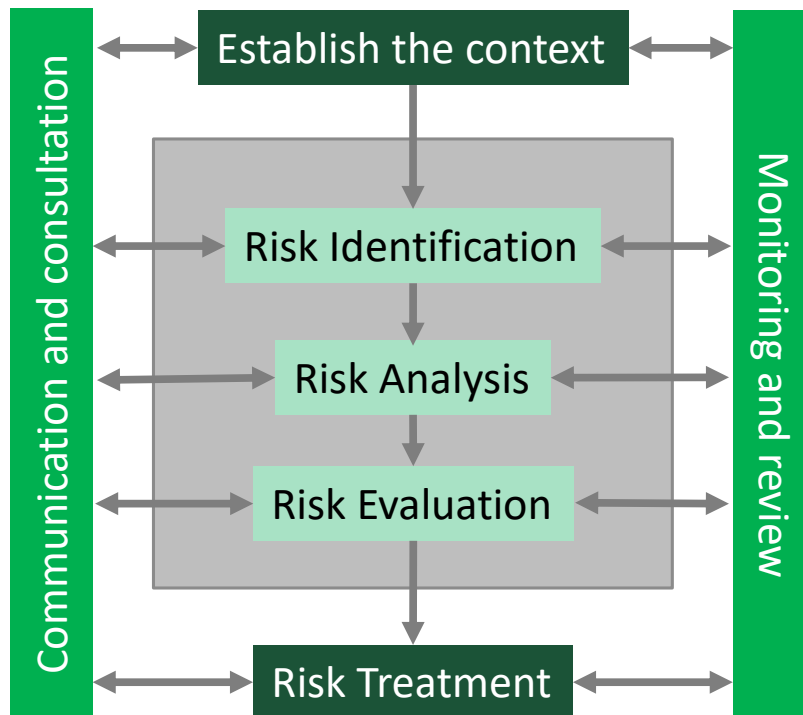 Establish the context
Communication and consultation
Monitoring and review
Risk Identification
Risk Analysis
Risk Evaluation
Risk Treatment